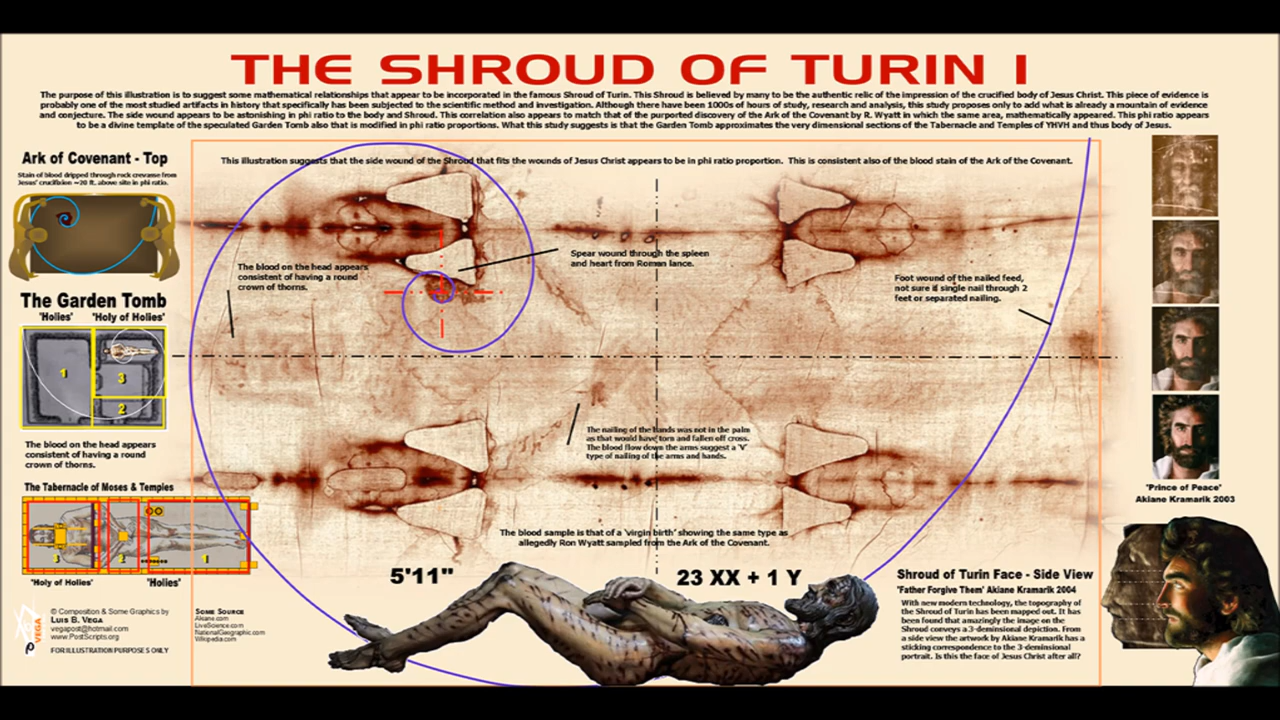 THE SHROUD OF TURIN I
The purpose of this illustration is to suggest some mathematical relationships that appear to be incorporated in the famous Shroud of Turin. This Shroud is believed by many to be the authentic relic of the impression of the crucified body of Jesus Christ. This piece of evidence is
probably one of the most studied artifacts in history that specifically has been subjected to the scientific method and investigation. Although there have been 1000s of hours of study, research and analysis, this study proposes only to add what is already a mountain of evidence
and conjecture. The side wound appears to be astonishing in phi ratio to the body and Shroud. This correlation also appears to match that of the purported discovery of the Ark of the Covenant by R. Wyatt in which the same area, mathematically appeared. This phi ratio appears
to be a divine template of the speculated Garden Tomb also that is modified in phi ratio proportions. What this study suggests is that the Garden Tomb approximates the very dimensional sections of the Tabernacle and Temples of YHVH and thus body of Jesus.
Ark of Covenant - Top
Stain of blood dripped through rock crevasse from
Jesus' crucifixion ~20 ft. above site in phi ratio.
The Garden Tomb
'Holies' 'Holy of Holies'
1
3
2
The blood on the head appears
consistent of having a round
crown of thorns.
The Tabernacle of Moses & Temples
3 2 1
'Holy of Holies' 'Holies'
VEGA
© Composition & Some Graphics by
LUIS B. VEGA
vegapost@hotmail.com
www.PostScripts.org
FOR ILLUSTRATION PURPOSES ONLY
SOME SOURCE
Akiane.com
LiveScience.com
NationalGeographic.com
Wikipedia.com
This illustration suggests that the side wound of the Shroud that fits the wounds of Jesus Christ appears to be in phi ratio proportion. This is consistent also of the blood stain of the Ark of the Covenant.
The blood on the head appears
consistent of having a round
crown of thorns.
Spear wound through the spleen
and heart from Roman lance.
Foot wound of the nailed feed,
not sure if single nail through 2
feet or separated nailing.
The nailing of the hands was not in the palm
as that would have torn and fallen off cross.
The blood flow down the arms suggest a 'V'
type of nailing of the arms and hands.
The blood sample is that of a 'virgin birth' showing the same type as
allegedly Ron Wyatt sampled from the Ark of the Covenant.
5'11"
23 XX + 1 Y
'Prince of Peace'
Akiane Kramarik 2003
Shroud of Turin Face - Side View
'Father Forgive Them' Akiane Kramarik 2004
With new modern technology, the topography of
the Shroud of Turin has been mapped out. It has
been found that amazingly the image on the
Shroud conveys a 3-deminsional depiction. From
a side view the artwork by Akiane Kramarik has a
sticking correspondence to the 3-deminsional
portrait. Is this the face of Jesus Christ after all?